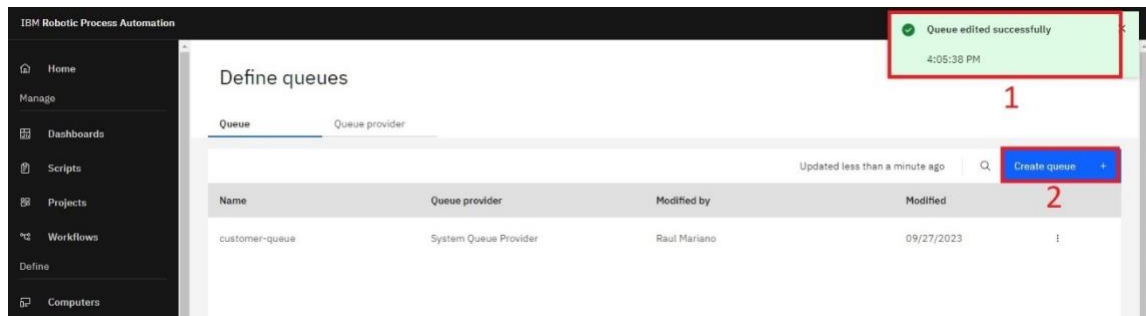 IBM Robotic Process Automation
Queue edited successfully
4:05:38 PM
1
Home
Manage
Dashboards
Scripts
Projects
Workflows
Define
Computers
Define queues
Queue Queue provider
Updated less than a minute ago Create queue +
2
Name Queue provider Modified by Modified
customer-queue System Queue Provider Raul Mariano 09/27/2023